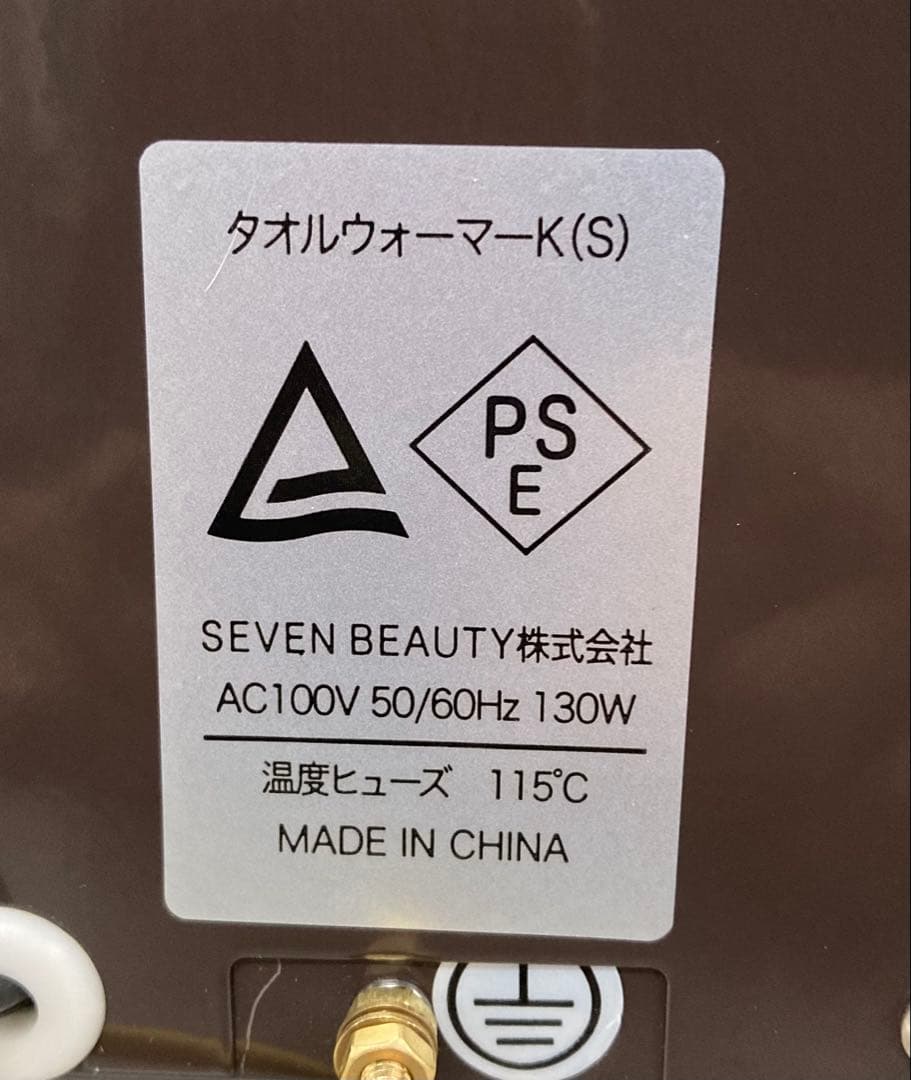 タオルウォーマーK(S)
PS
E
SEVEN BEAUTY株式会社
AC100V 50/60Hz 130W
温度ヒューズ 115℃
MADE IN CHINA